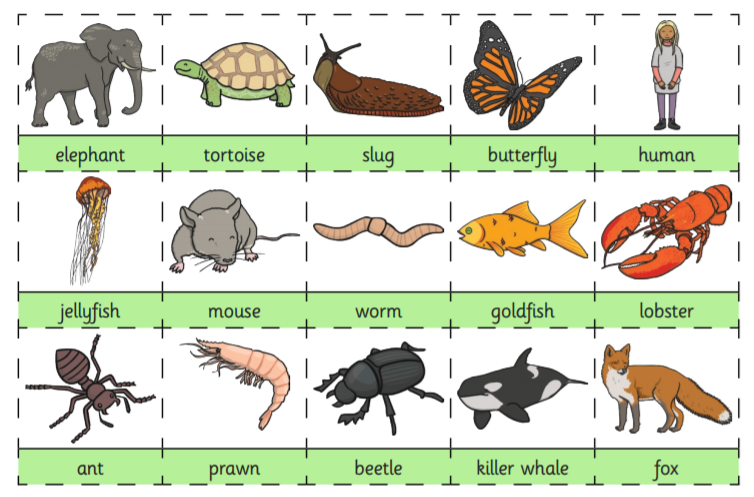 elephant
tortoise
slug
butterfly
human
jellyfish
mouse
worm
goldfish
lobster
ant
prawn
beetle
killer whale
fox